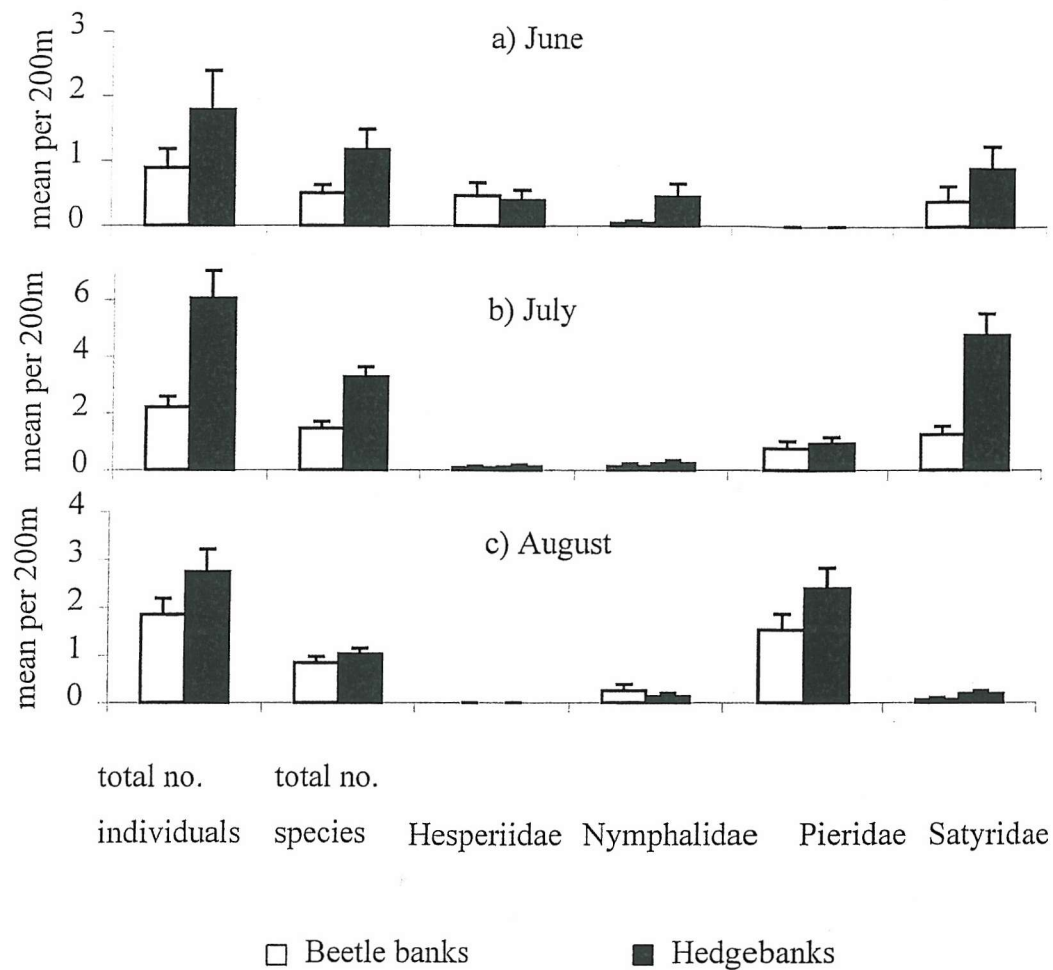 a) June
mean per 200m
3
2
1
0
b) July
mean per 200m
6
4
2
0
c) August
mean per 200m
4
3
2
1
0
total no. individuals
total no. species
Hesperiidae
Nymphalidae
Pieridae
Satyridae
Beetle banks
Hedgebanks